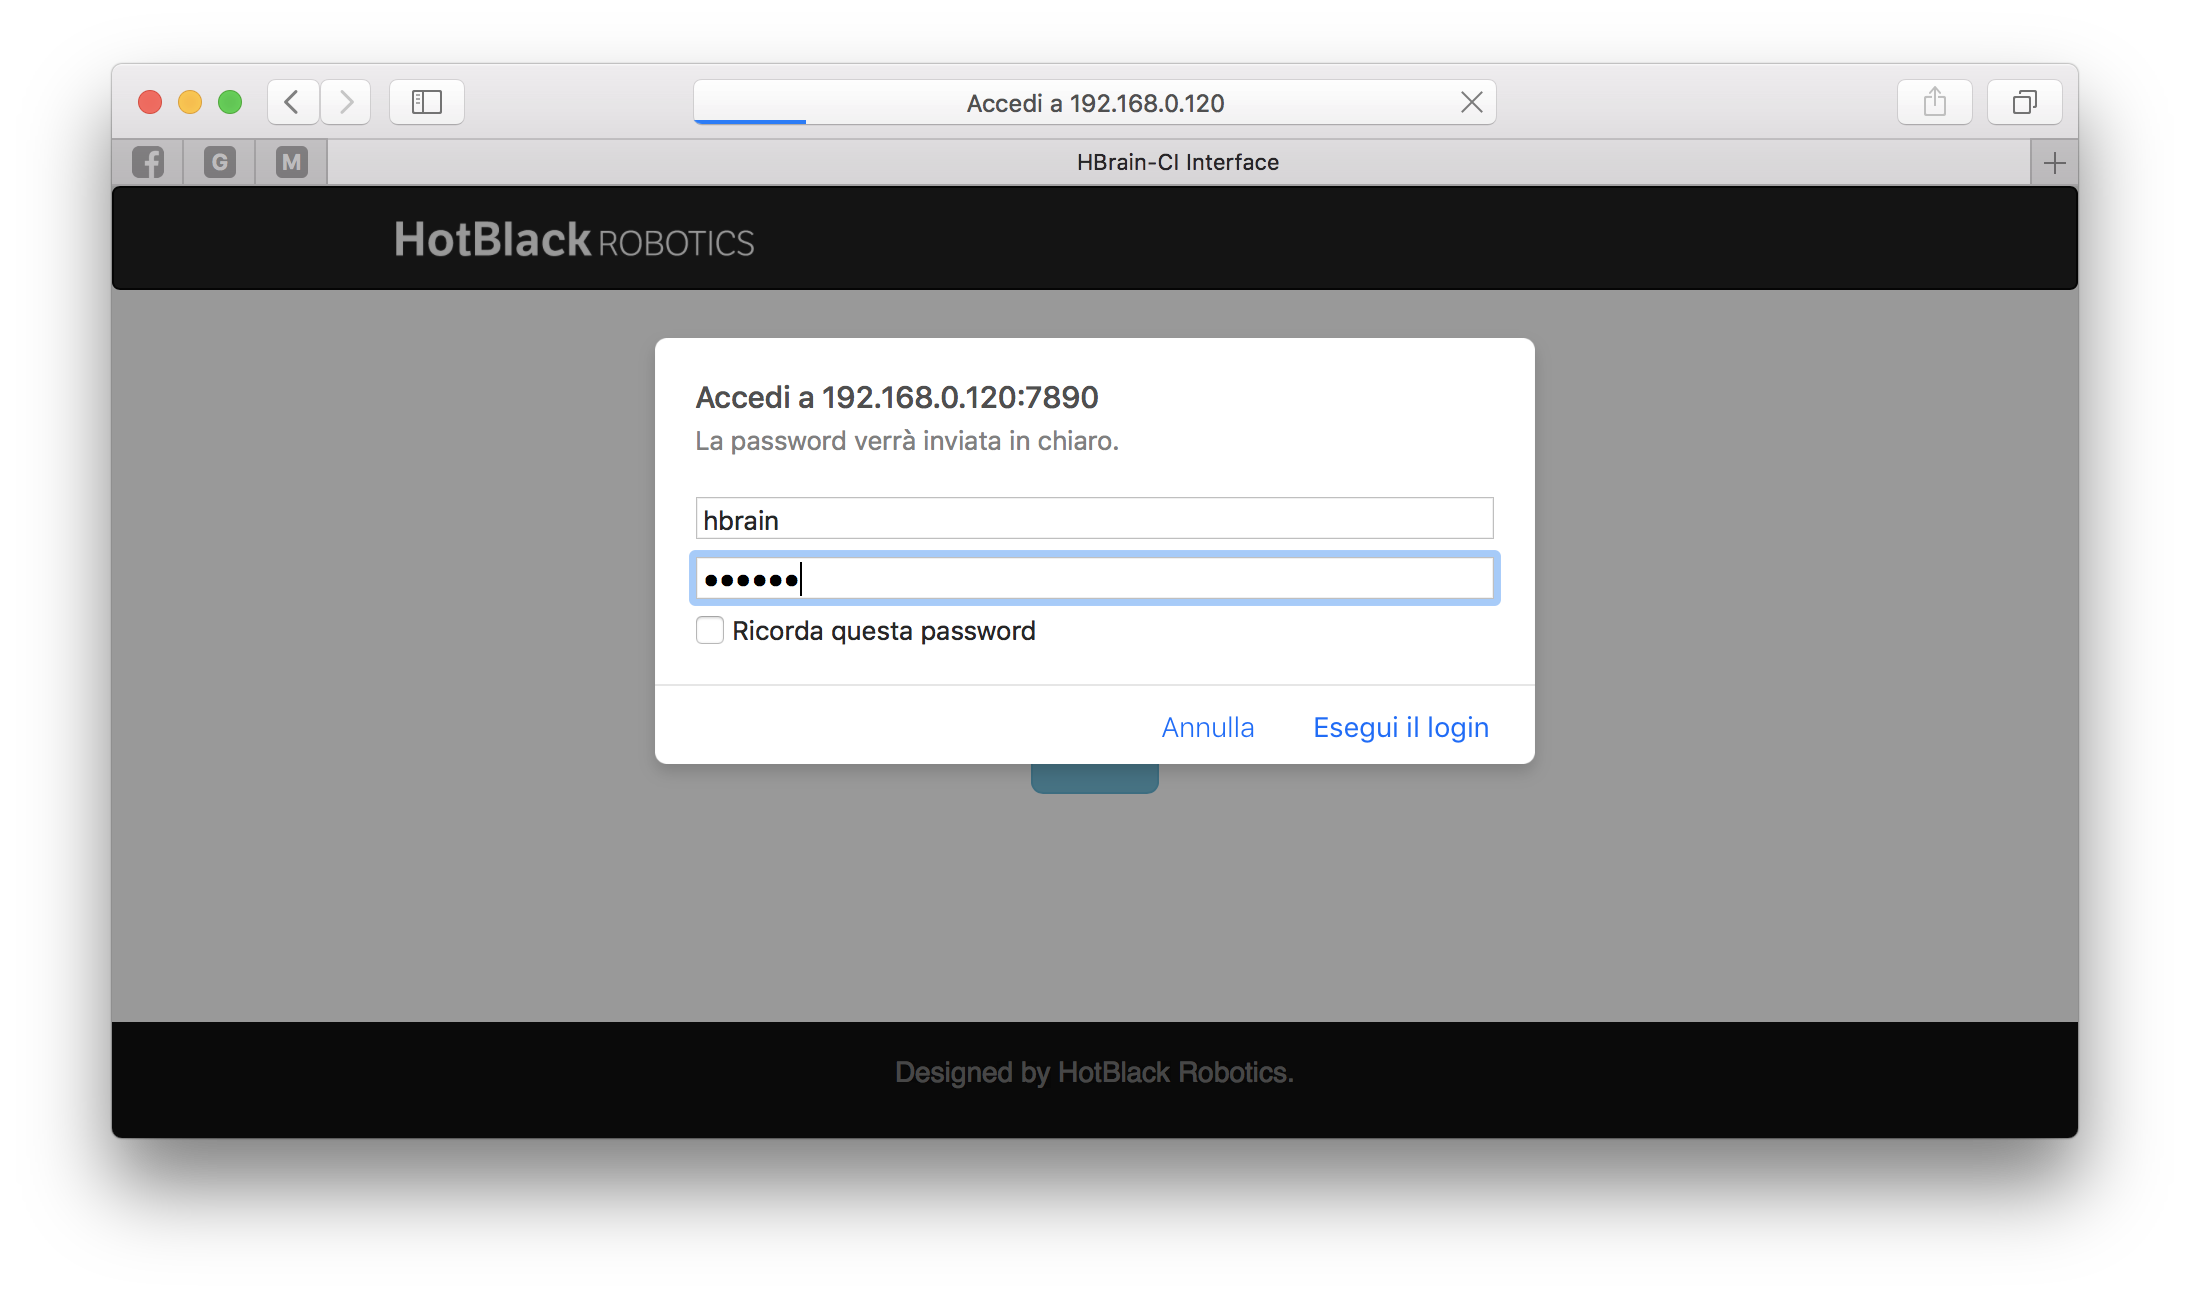 Accedi a 192.168.0.120
G
M
HBrain-CI Interface
HotBlack ROBOTICS
Accedi a 192.168.0.120:7890
La password verrà inviata in chiaro.
hbrain
••••••
Ricorda questa password
Annulla
Esegui il login
Designed by HotBlack Robotics.